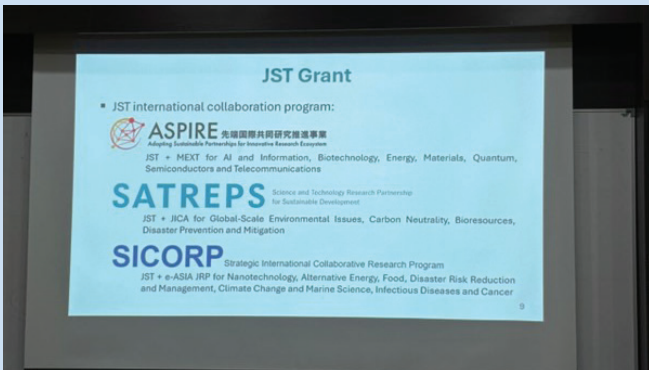 JST Grant
▪ JST international collaboration program:
ASPIRE 先端国際共同研究推進事業
Adopting Sustainable Partnerships for Innovative Research Ecosystem
JST + MEXT for AI and Information, Biotechnology, Energy, Materials, Quantum,
Semiconductors and Telecommunications
SATREPS Science and Technology Research Partnership
for Sustainable Development
JST + JICA for Global-Scale Environmental Issues, Carbon Neutrality, Bioresources,
Disaster Prevention and Mitigation
SICORP Strategic International Collaborative Research Program
JST + e-ASIA JRP for Nanotechnology, Alternative Energy, Food, Disaster Risk Reduction
and Management, Climate Change and Marine Science, Infectious Diseases and Cancer
9